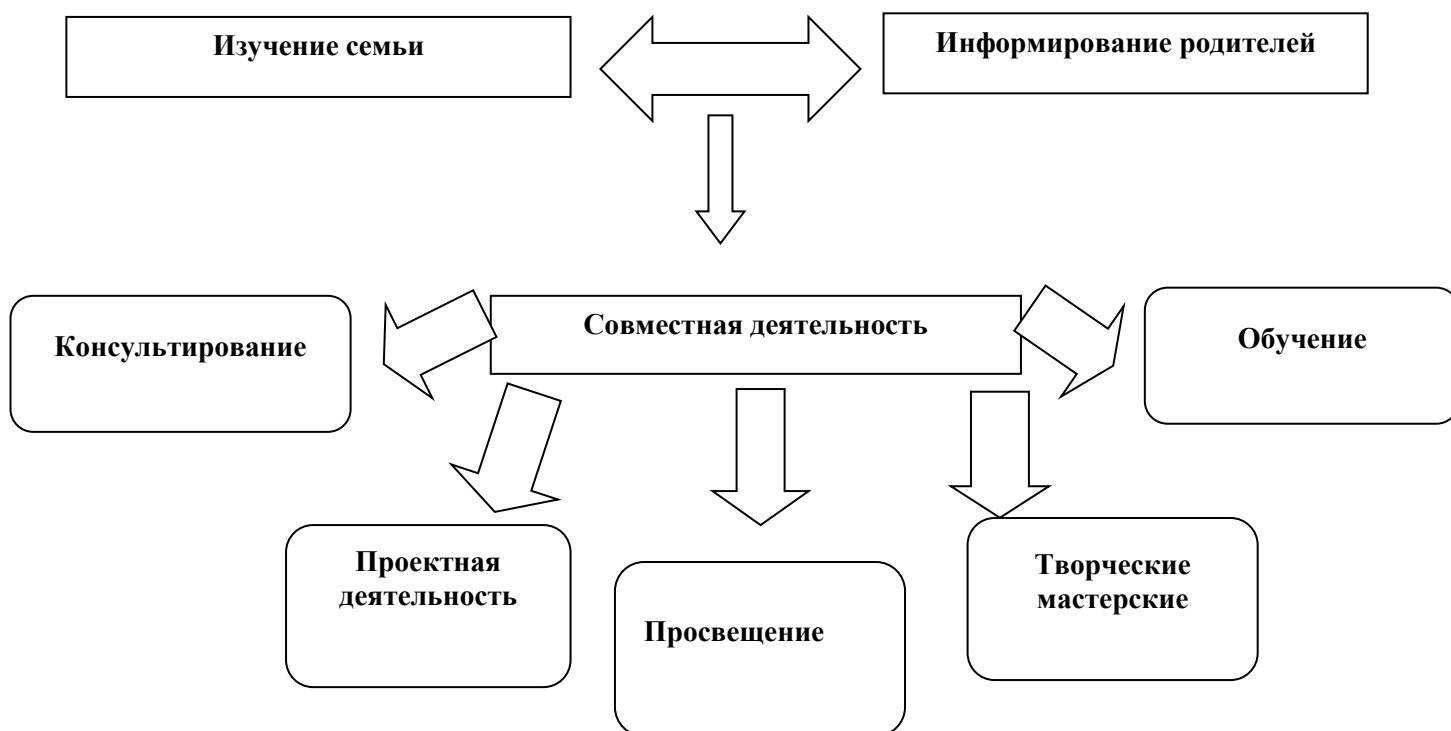 Изучение семьи
Информирование родителей
Совместная деятельность
Консультирование
Обучение
Проектная
деятельность
Просвещение
Творческие
мастерские